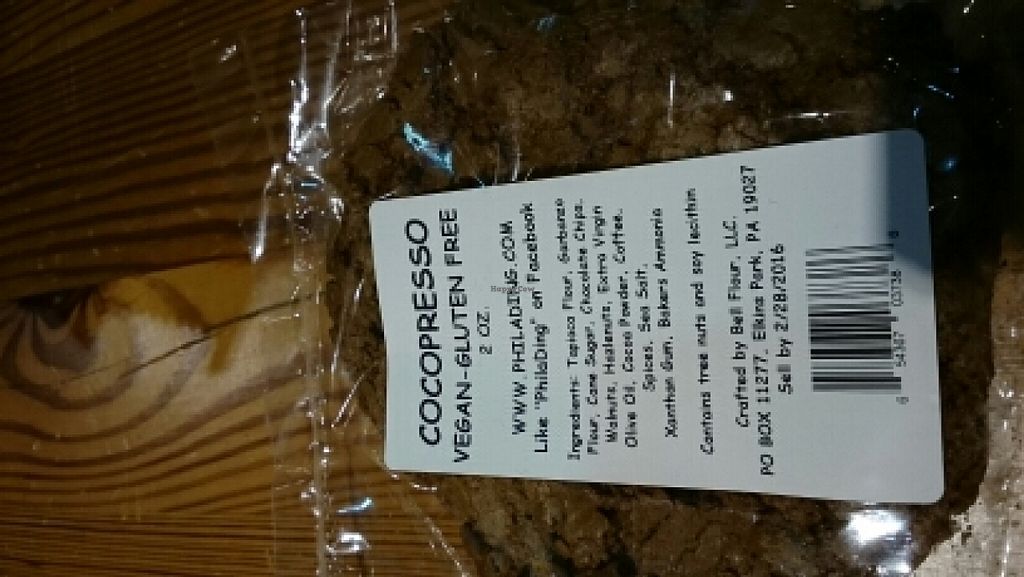 COCOPRESSO
VEGAN-GLUTEN FREE
2 OZ.
WWW.PHILADING.COM
Like "PhilaDing" on Facebook
Ingredients: Tapioca Flour, Garbanzo
Flour, Cane Sugar, Chocolate Chips,
Walnuts, Hazlenuts, Extra Virgin
Olive Oil, Cocoa Powder, Coffee,
Spices, Sea Salt,
Xanthan Gum, Bakers Ammonia
Contains tree nuts and soy lecithin
Crafted by Bell Flour, LLC.
PO BOX 11277, Elkins Park, PA 19027
Sell by 2/28/2016
HappyCow